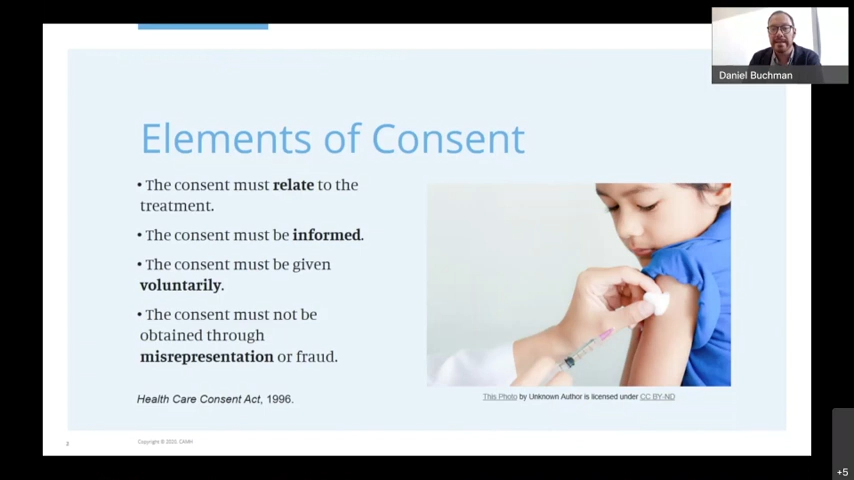 Daniel Buchman
Elements of Consent
• The consent must relate to the
treatment.
• The consent must be informed.
• The consent must be given
voluntarily.
• The consent must not be
obtained through
misrepresentation or fraud.
Health Care Consent Act, 1996.
This Photo by Unknown Author is licensed under CC BY-ND
Copyright © 2020, CAMH
+5